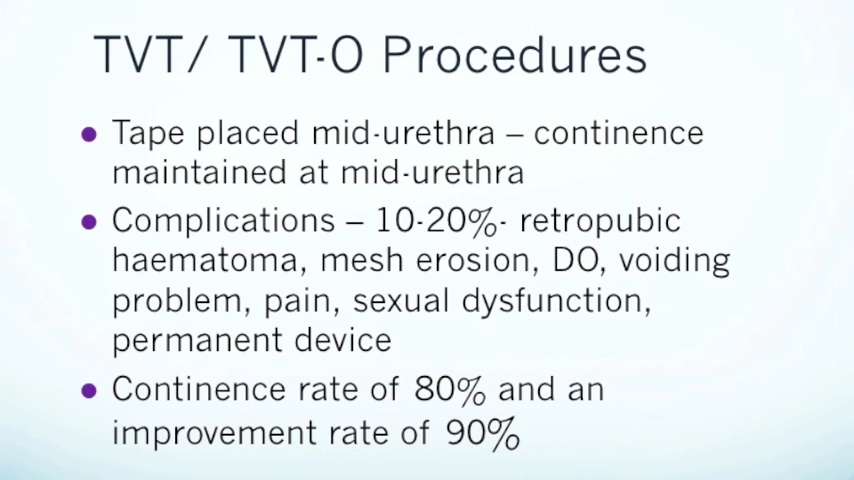 TVT/ TVT-O Procedures
● Tape placed mid-urethra – continence
maintained at mid-urethra
● Complications – 10-20%- retropubic
haematoma, mesh erosion, DO, voiding
problem, pain, sexual dysfunction,
permanent device
● Continence rate of 80% and an
improvement rate of 90%